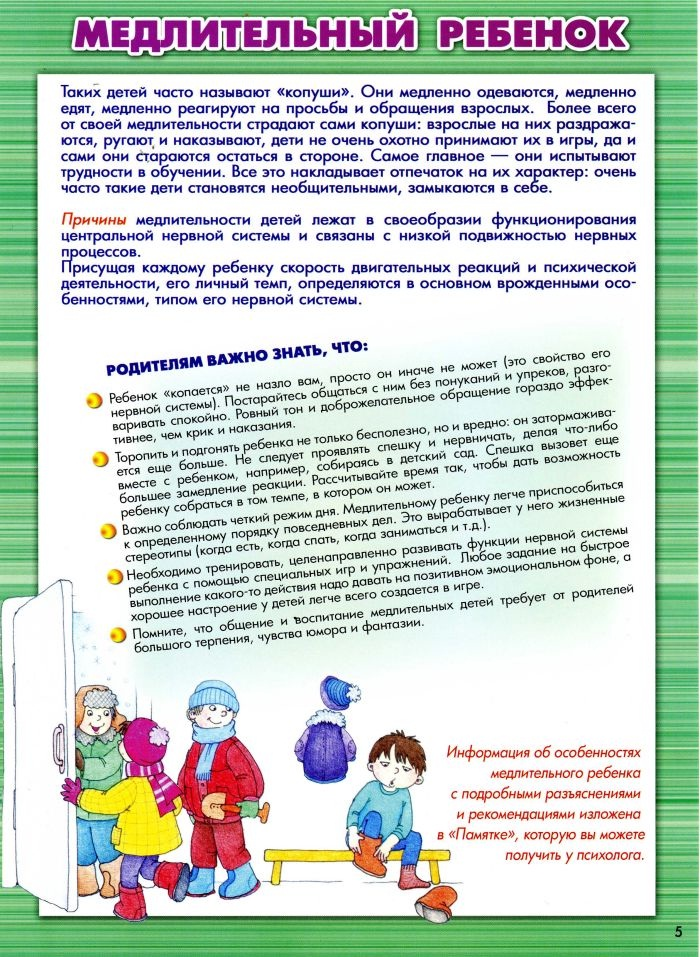 МЕДЛИТЕЛЬНЫЙ РЕБЕНОК
Таких детей часто называют «копуши». Они медленно одеваются, медленно
едят, медленно реагируют на просьбы и обращения взрослых. Более всего
от своей медлительности страдают сами копуши: взрослые на них раздража-
ются, ругают и наказывают, дети не очень охотно принимают их в игры, да и
сами они стараются остаться в стороне. Самое главное — они испытывают
трудности в обучении. Все это накладывает отпечаток на их характер: очень
часто такие дети становятся необщительными, замыкаются в себе.
Причины медлительности детей лежат в своеобразии функционирования
центральной нервной системы и связаны с низкой подвижностью нервных
процессов.
Присущая каждому ребенку скорость двигательных реакций и психической
деятельности, его личный темп, определяются в основном врожденными осо-
бенностями, типом его нервной системы.
РОДИТЕЛЯМ ВАЖНО ЗНАТЬ, ЧТО:
Ребенок «копается» не назло вам, просто он иначе не может (это свойство его
нервной системы). Постарайтесь общаться с ним без понуканий и упреков, разго-
варивать спокойно. Ровный тон и доброжелательное обращение гораздо эффек-
тивнее, чем крик и наказания.
Торопить и подгонять ребенка не только бесполезно, но и вредно: он затормажива-
ется еще больше. Не следует проявлять спешку и нервничать, делая что-либо
вместе с ребенком, например, собираясь в детский сад. Спешка вызовет еще
большее замедление реакции. Рассчитывайте время так, чтобы дать возможность
ребенку собраться в том темпе, в котором он может.
Важно соблюдать четкий режим дня. Медлительному ребенку легче приспособиться
к определенному порядку повседневных дел. Это вырабатывает у него жизненные
стереотипы (когда есть, когда спать, когда заниматься и т.д.).
Необходимо тренировать, целенаправленно развивать функции нервной системы
ребенка с помощью специальных игр и упражнений. Любое задание на быстрое
выполнение какого-то действия надо давать на позитивном эмоциональном фоне, а
хорошее настроение у детей легче всего создается в игре.
Помните, что общение и воспитание медлительных детей требует от родителей
большого терпения, чувства юмора и фантазии.
Информация об особенностях
медлительного ребенка
с подробными разъяснениями
и рекомендациями изложена
в «Памятке», которую вы можете
получить у психолога.
5